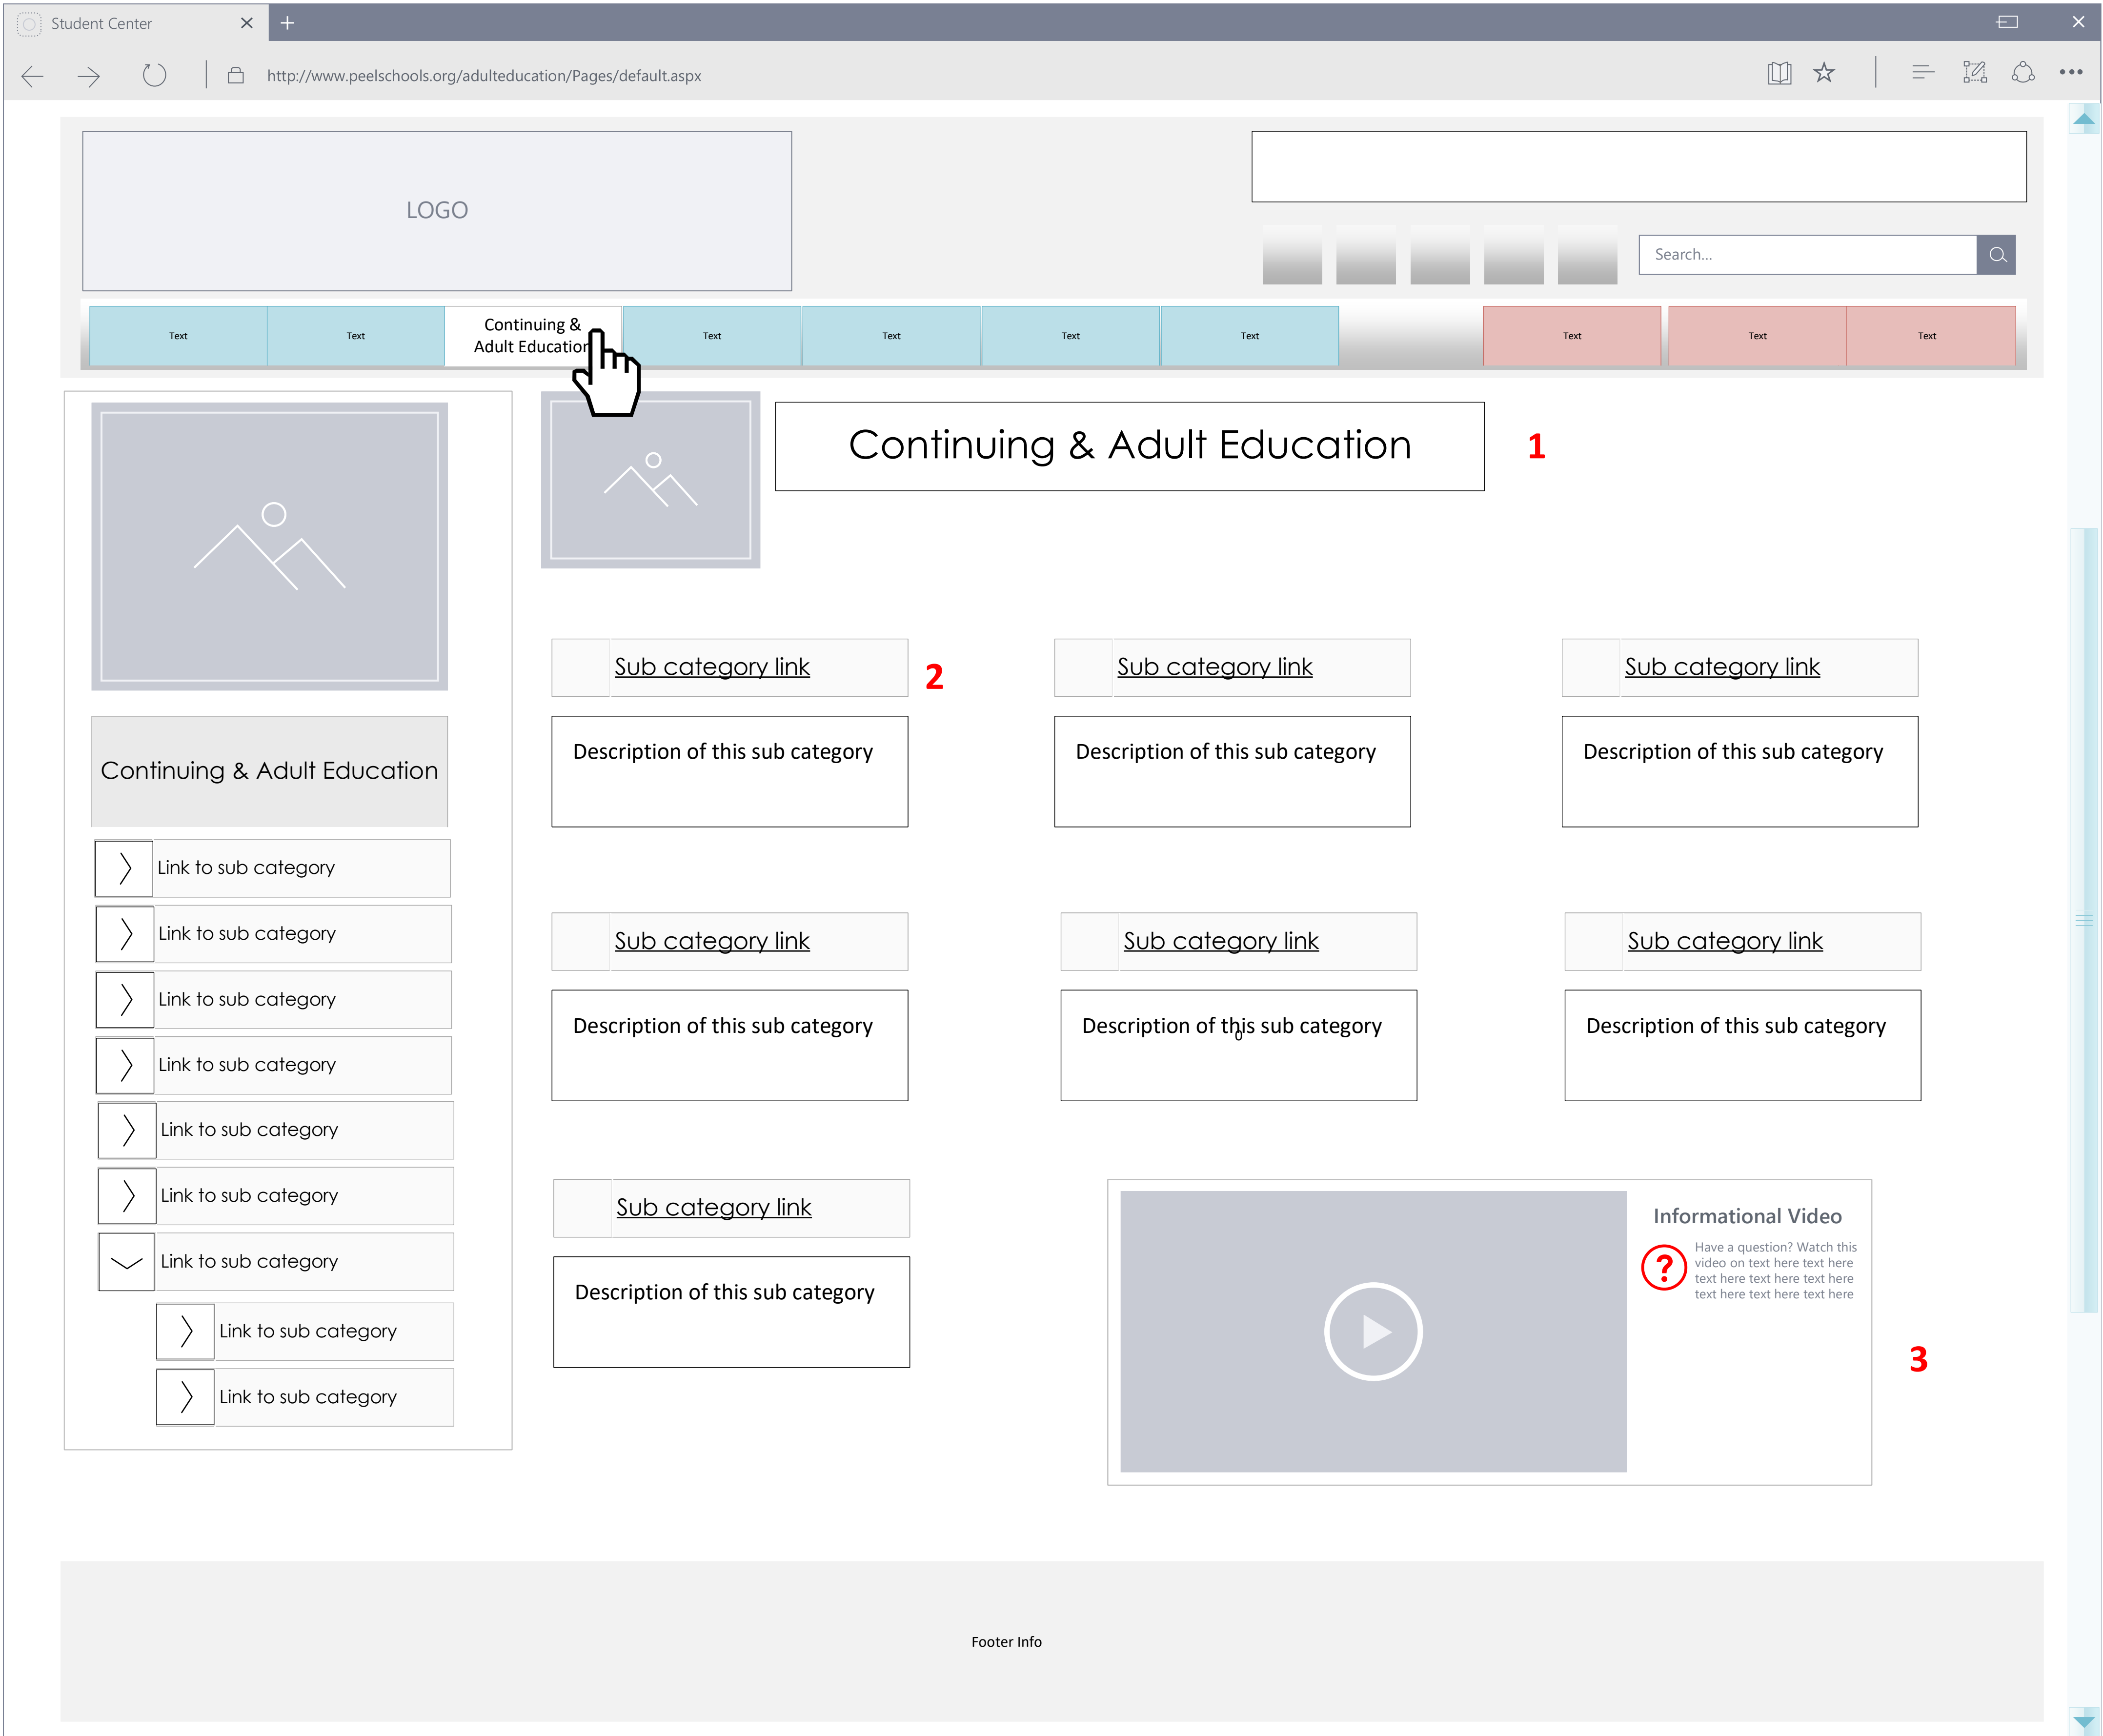 Student Center
http://www.peelschools.org/adulteducation/Pages/default.aspx
LOGO
Search...
Text
Text
Continuing &
Adult Education
Text
Text
Text
Text
Text
Text
Text
Continuing & Adult Education
1
Continuing & Adult Education
Link to sub category
Link to sub category
Link to sub category
Link to sub category
Link to sub category
Link to sub category
Link to sub category
Link to sub category
Link to sub category
Sub category link
2
Sub category link
Sub category link
Description of this sub category
Description of this sub category
Description of this sub category
Sub category link
Sub category link
Sub category link
Description of this sub category
Description of this sub category
0
Description of this sub category
Sub category link
Description of this sub category
Informational Video
?
Have a question? Watch this
video on text here text here
text here text here text here
text here text here text here
3
Footer Info